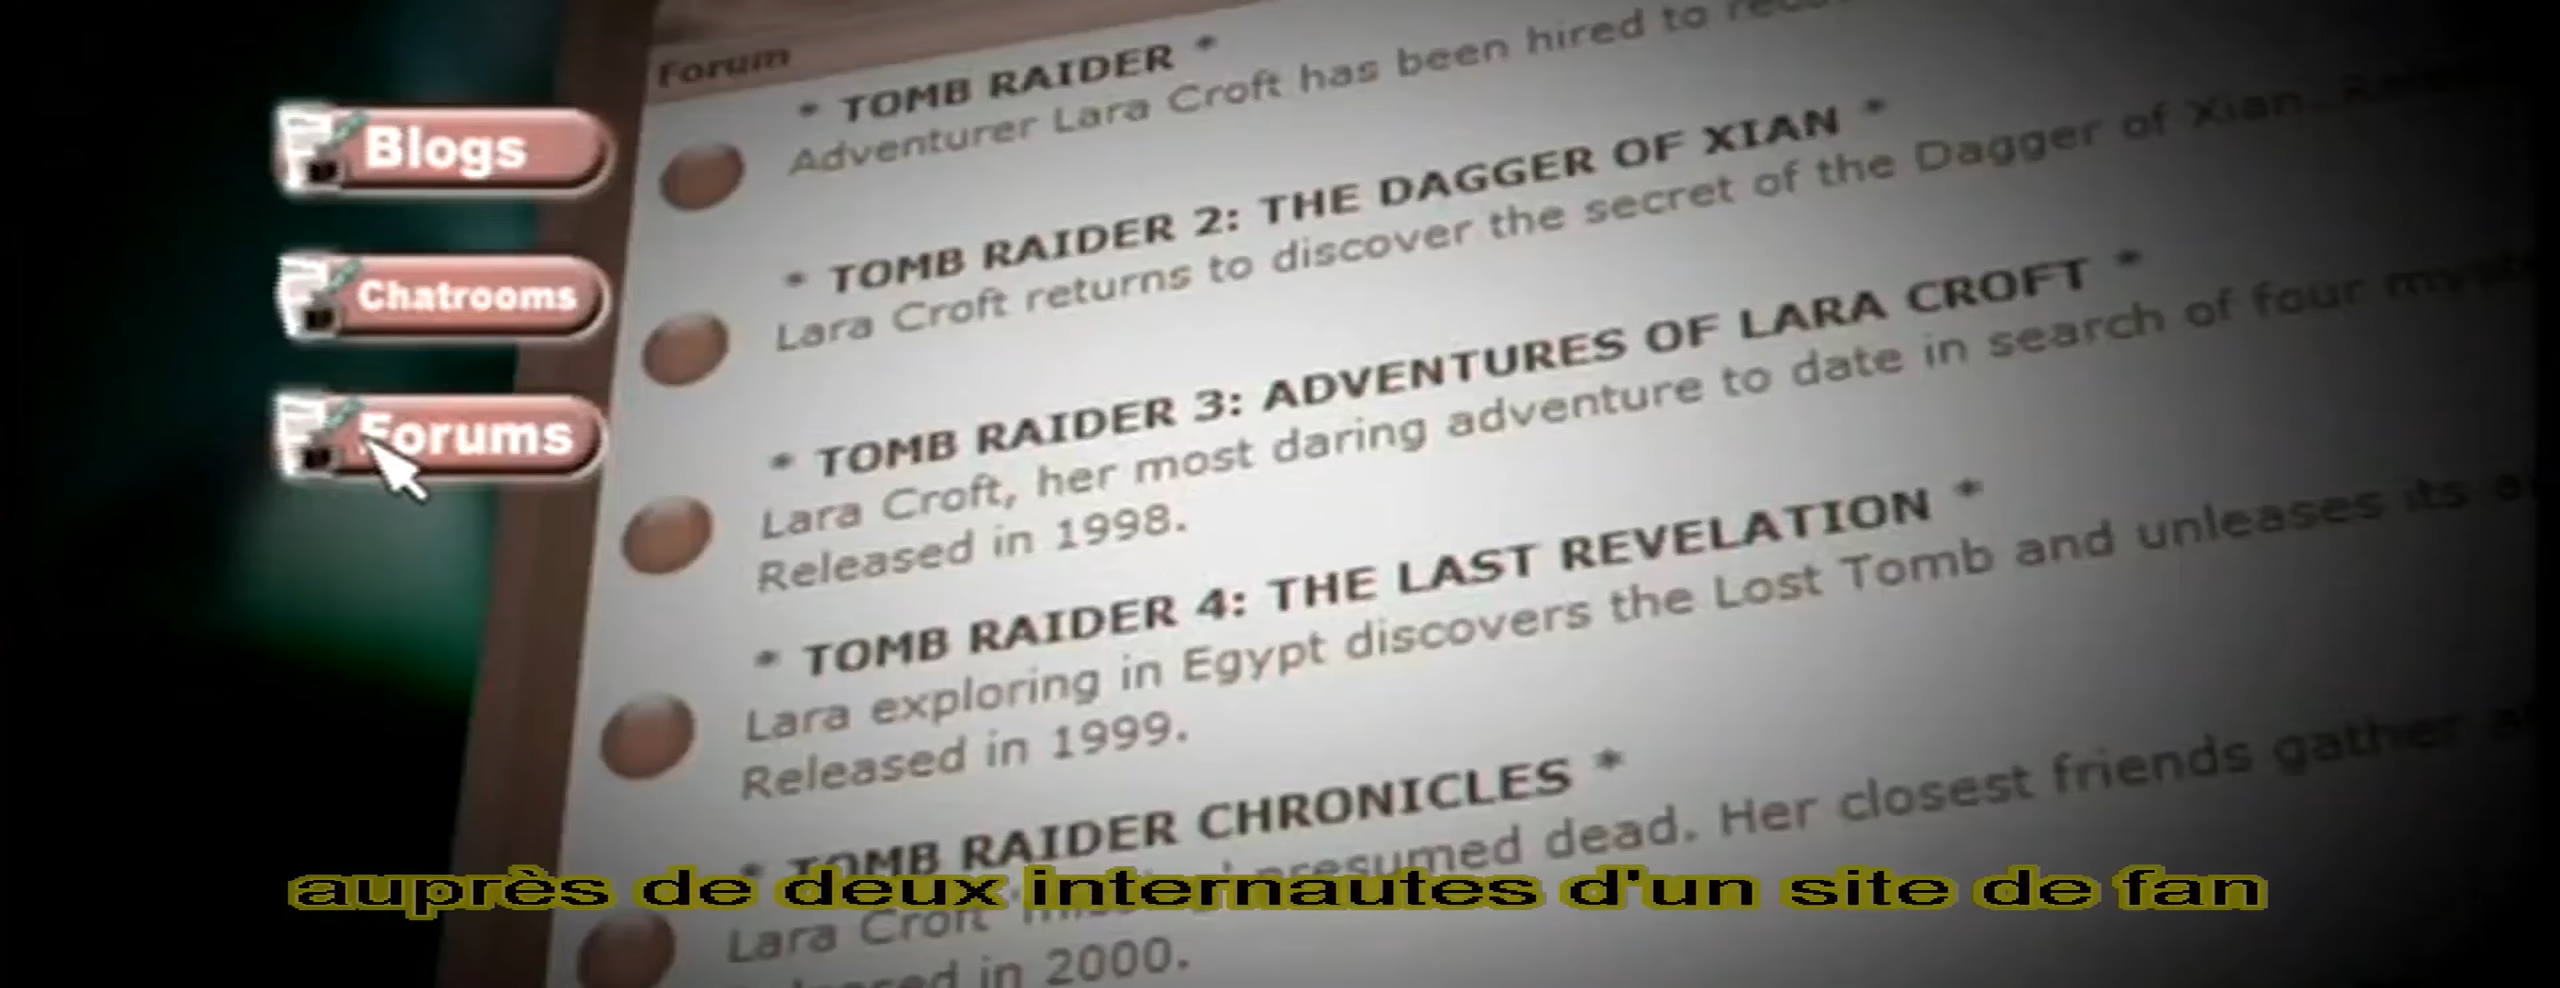 Blogs
Chatrooms
Forums
Forum
* TOMB RAIDER *
Adventurer Lara Croft has been hired to
* TOMB RAIDER 2: THE DAGGER OF XIAN *
Lara Croft returns to discover the secret of the Dagger of Xian.
* TOMB RAIDER 3: ADVENTURES OF LARA CROFT *
Lara Croft, her most daring adventure to date in search of four
Released in 1998.
* TOMB RAIDER 4: THE LAST REVELATION *
Lara exploring in Egypt discovers the Lost Tomb and unleases its
Released in 1999.
* TOMB RAIDER CHRONICLES *
Lara Croft presumed dead. Her closest friends gather
in 2000.
auprès de deux internautes d'un site de fan